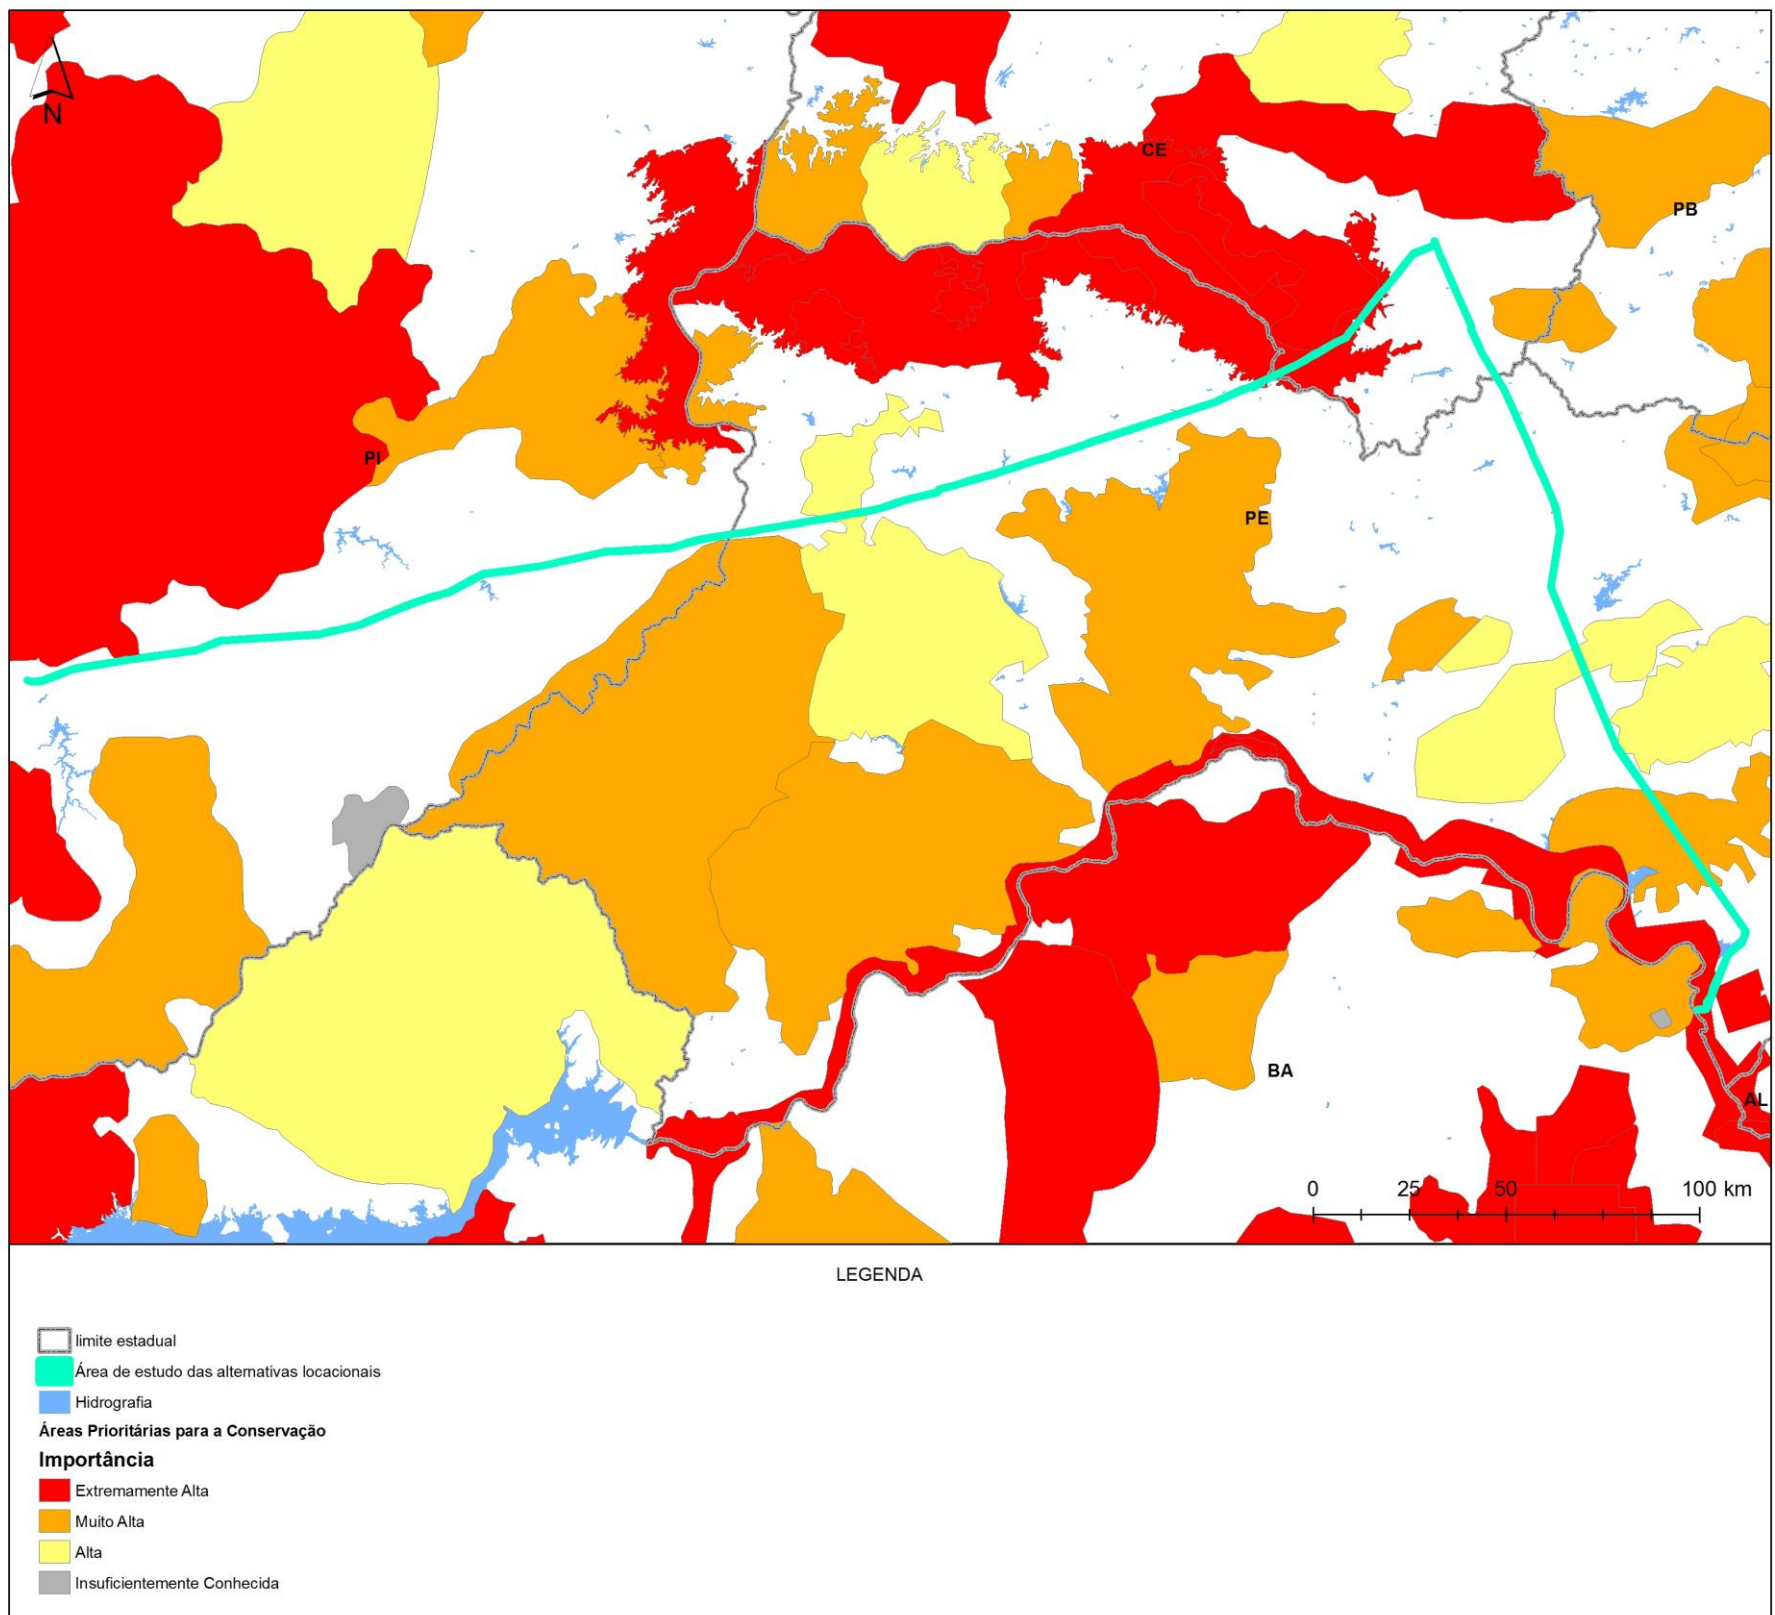 N
CE
PB
PI
PE
BA
AL
0 25 50 100 km
LEGENDA
limite estadual
Área de estudo das alternativas locacionais
Hidrografia
Áreas Prioritárias para a Conservação
Importância
Extremamente Alta
Muito Alta
Alta
Insuficientemente Conhecida